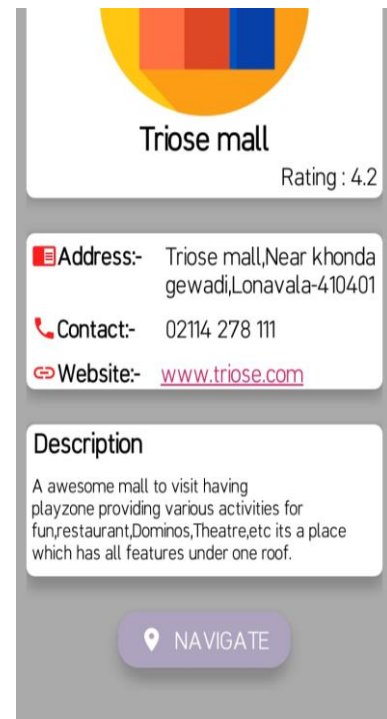 Triose mall
Rating : 4.2
Address:- Triose mall,Near khonda
gewadi,Lonavala-410401
Contact:- 02114 278 111
Website:- www.triose.com
Description
A awesome mall to visit having
playzone providing various activities for
fun,restaurant,Dominos,Theatre,etc its a place
which has all features under one roof.
NAVIGATE